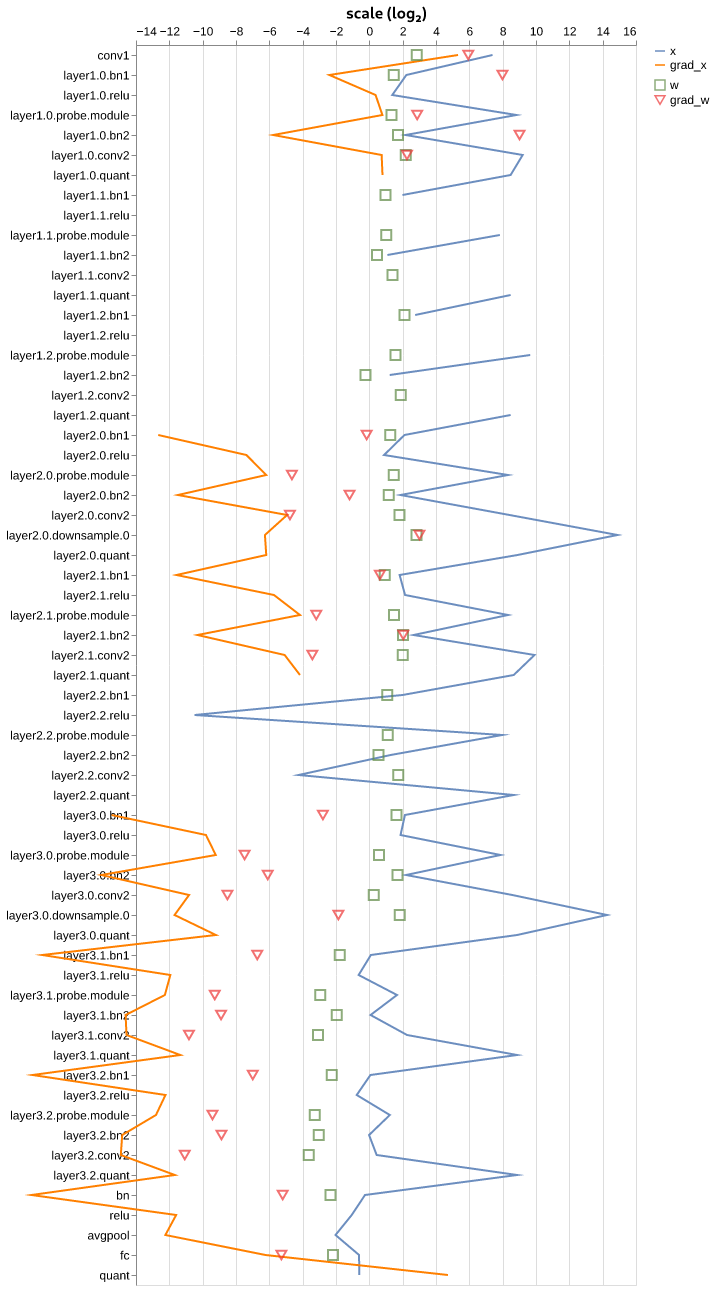 scale (log₂)
−14 −12 −10 −8 −6 −4 −2 0 2 4 6 8 10 12 14 16
x
grad_x
w
grad_w
conv1
layer1.0.bn1
layer1.0.relu
layer1.0.probe.module
layer1.0.bn2
layer1.0.conv2
layer1.0.quant
layer1.1.bn1
layer1.1.relu
layer1.1.probe.module
layer1.1.bn2
layer1.1.conv2
layer1.1.quant
layer1.2.bn1
layer1.2.relu
layer1.2.probe.module
layer1.2.bn2
layer1.2.conv2
layer1.2.quant
layer2.0.bn1
layer2.0.relu
layer2.0.probe.module
layer2.0.bn2
layer2.0.conv2
layer2.0.downsample.0
layer2.0.quant
layer2.1.bn1
layer2.1.relu
layer2.1.probe.module
layer2.1.bn2
layer2.1.conv2
layer2.1.quant
layer2.2.bn1
layer2.2.relu
layer2.2.probe.module
layer2.2.bn2
layer2.2.conv2
layer2.2.quant
layer3.0.bn1
layer3.0.relu
layer3.0.probe.module
layer3.0.bn2
layer3.0.conv2
layer3.0.downsample.0
layer3.0.quant
layer3.1.bn1
layer3.1.relu
layer3.1.probe.module
layer3.1.bn2
layer3.1.conv2
layer3.1.quant
layer3.2.bn1
layer3.2.relu
layer3.2.probe.module
layer3.2.bn2
layer3.2.conv2
layer3.2.quant
bn
relu
avgpool
fc
quant